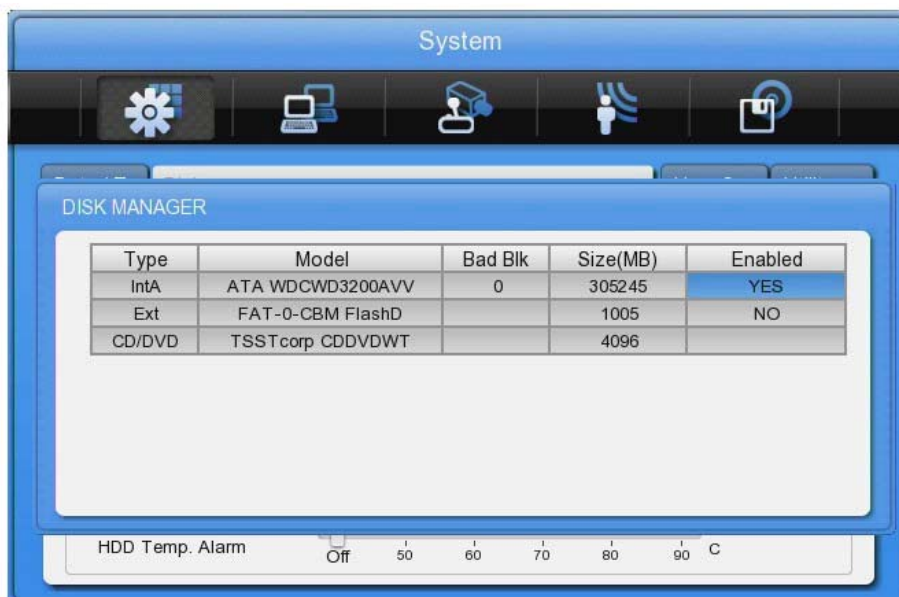 System
DISK MANAGER
Type Model Bad Blk Size(MB) Enabled
IntA ATA WDCWD3200AVV 0 305245 YES
Ext FAT-0-CBM FlashD 1005 NO
CD/DVD TSSTcorp CDDVDWT 4096
HDD Temp. Alarm Off 50 60 70 80 90 C